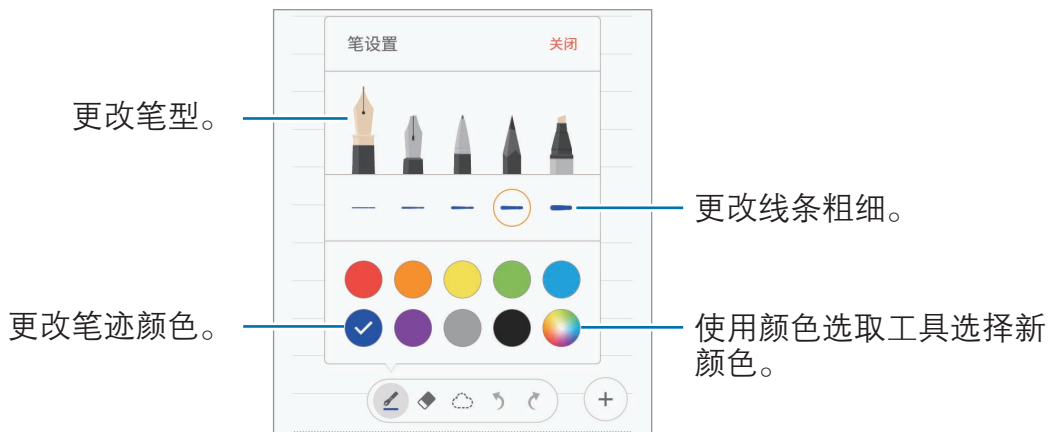 笔设置
关闭
更改笔型。
更改线条粗细。
更改笔迹颜色。
使用颜色选取工具选择新
颜色。